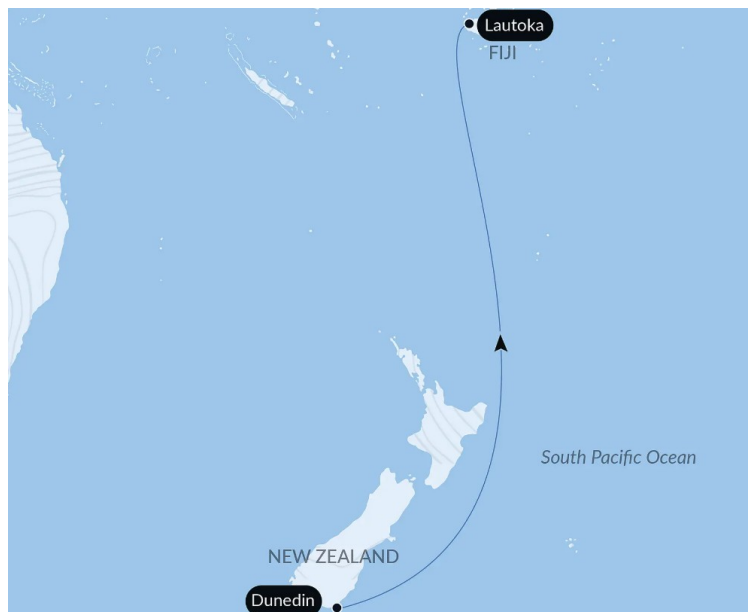 Lautoka
FIJI
South Pacific Ocean
NEW ZEALAND
Dunedin